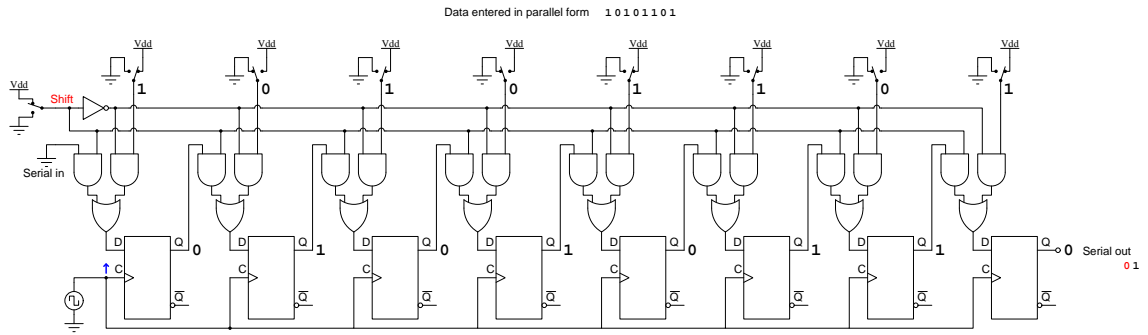 Data entered in parallel form 1 0 1 0 1 1 0 1
Vdd Vdd Vdd Vdd Vdd Vdd Vdd Vdd
Vdd
1 0 1 0 1 1 0 1
Shift
Serial in
D Q D Q D Q D Q D Q D Q D Q D Q
0 1 0 1 0 1 1 0 Serial out
C C C C C C C C
0 1
Q Q Q Q Q Q Q Q